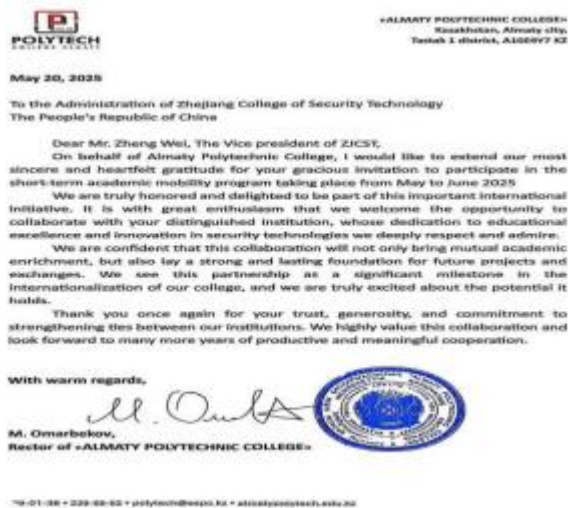 POLYTECH
COLLEGE ALMATY
«ALMATY POLYTECHNIC COLLEGE»
Kazakhstan, Almaty city,
Tastak 1 district, A10E9Y7 KZ
May 20, 2025
To the Administration of Zhejiang College of Security Technology
The People's Republic of China
Dear Mr. Zheng Wei, The Vice president of ZJCST,
On behalf of Almaty Polytechnic College, I would like to extend our most
sincere and heartfelt gratitude for your gracious invitation to participate in the
short-term academic mobility program taking place from May to June 2025
We are truly honored and delighted to be part of this important international
initiative. It is with great enthusiasm that we welcome the opportunity to
collaborate with your distinguished institution, whose dedication to educational
excellence and innovation in security technologies we deeply respect and admire.
We are confident that this collaboration will not only bring mutual academic
enrichment, but also lay a strong and lasting foundation for future projects and
exchanges. We see this partnership as a significant milestone in the
internationalization of our college, and we are truly excited about the potential it
holds.
Thank you once again for your trust, generosity, and commitment to
strengthening ties between our institutions. We highly value this collaboration and
look forward to many more years of productive and meaningful cooperation.
With warm regards,
M. Omarbekov,
Rector of «ALMATY POLYTECHNIC COLLEGE»